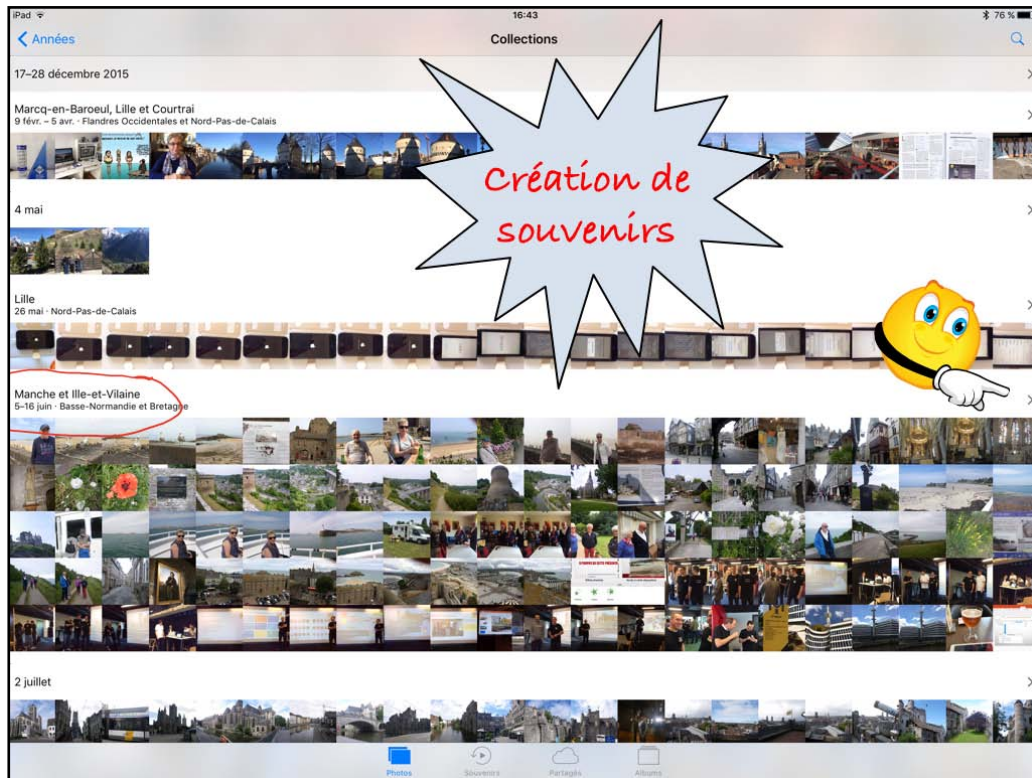 iPad
16:43
76 %
Années
Collections
17–28 décembre 2015
Marcq-en-Baroeul, Lille et Courtrai
9 févr. – 5 avr. · Flandres Occidentales et Nord-Pas-de-Calais
Création de
souvenirs
4 mai
Lille
26 mai · Nord-Pas-de-Calais
Manche et Ille-et-Vilaine
5–16 juin · Basse-Normandie et Bretagne
2 juillet
Photos
Souvenirs
Partagés
Albums